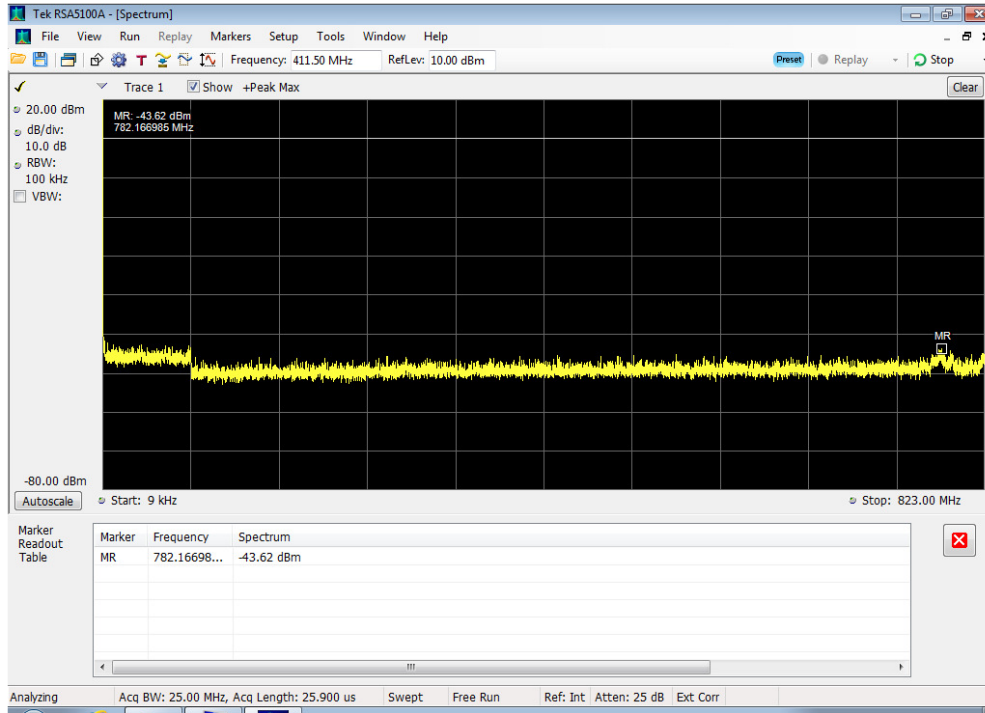 Tek RSA5100A - [Spectrum]
File View Run Replay Markers Setup Tools Window Help
T Frequency: 411.50 MHz RefLev: 10.00 dBm Preset Replay Stop
Trace 1 Show +Peak Max Clear
20.00 dBm
dB/div:
10.0 dB
RBW:
100 kHz
VBW:
MR: -43.62 dBm
782.166985 MHz
MR
-80.00 dBm
Autoscale Start: 9 kHz Stop: 823.00 MHz
Marker
Readout
Table
Marker Frequency Spectrum
MR 782.16698... -43.62 dBm
Analyzing Acq BW: 25.00 MHz, Acq Length: 25.900 us Swept Free Run Ref: Int Atten: 25 dB Ext Corr